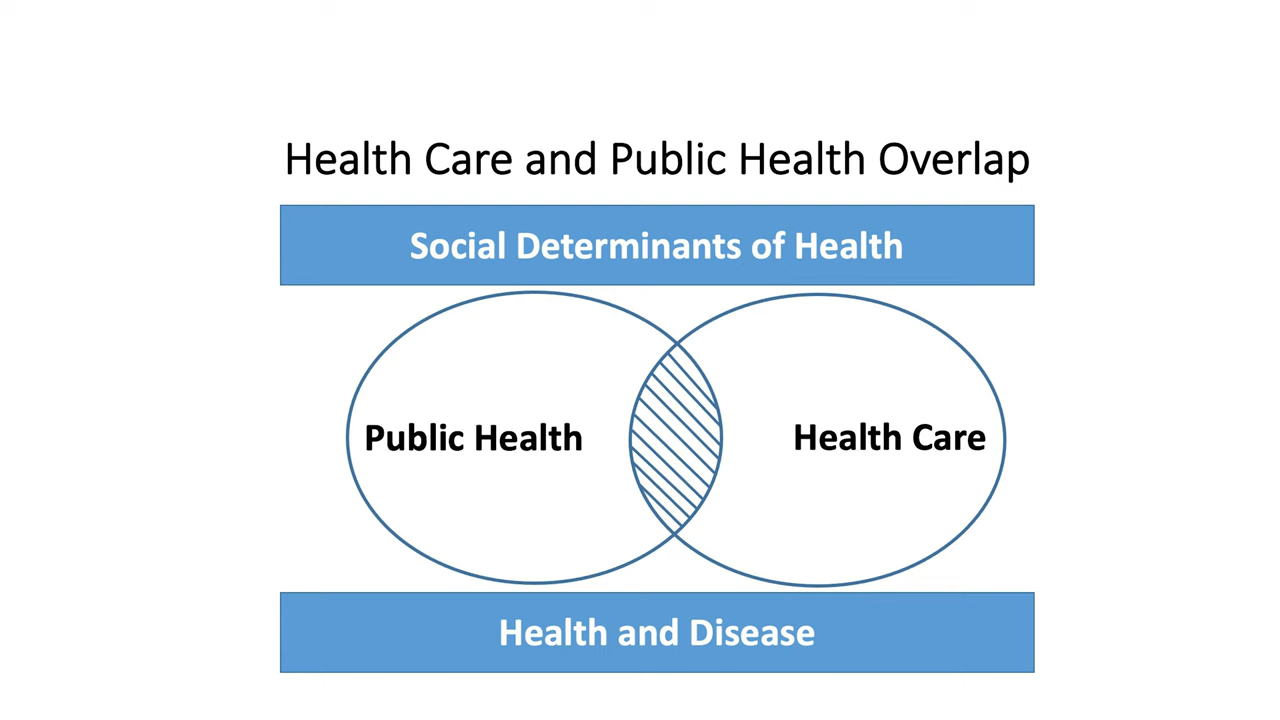 Health Care and Public Health Overlap
Social Determinants of Health
Public Health
Health Care
Health and Disease